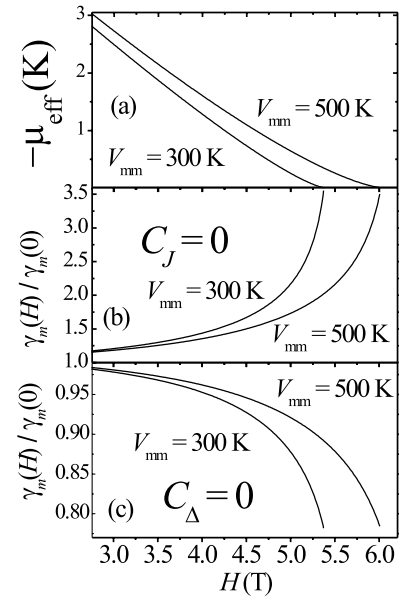 3
2
1
−μeff(K)
(a)
Vmm = 500 K
Vmm = 300 K
3.5
3.0
2.5
2.0
1.5
1.0
γm(H) / γm(0)
CJ = 0
Vmm = 300 K
(b)
Vmm = 500 K
0.95
0.90
0.85
0.80
γm(H) / γm(0)
Vmm = 500 K
Vmm = 300 K
(c)
CΔ = 0
3.0 3.5 4.0 4.5 5.0 5.5 6.0
H(T)